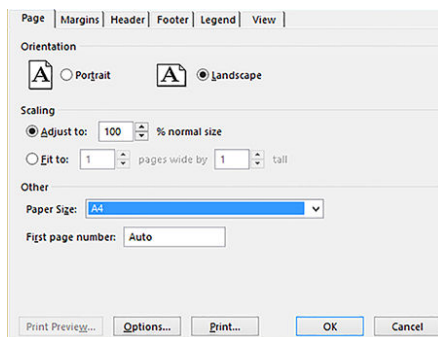 Page Margins Header Footer Legend View
Orientation
A Portrait A Landscape
Scaling
Adjust to: 100 % normal size
Fit to: 1 pages wide by 1 tall
Other
Paper Size: A4
First page number: Auto
Print Preview... Options... Print... OK Cancel